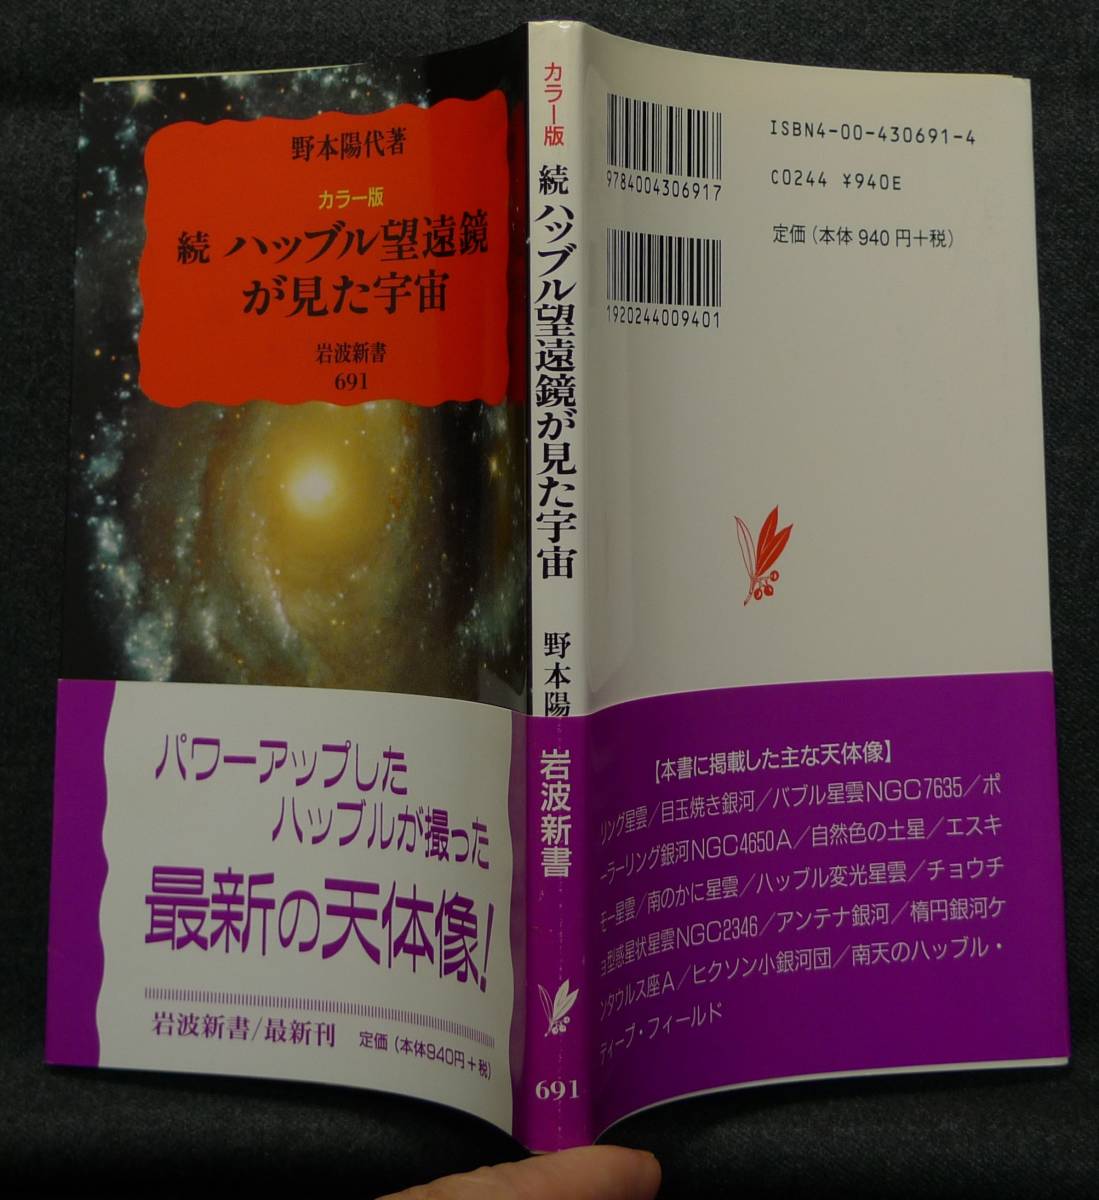 野本陽代著
カラー版
続 ハッブル望遠鏡
が見た宇宙
岩波新書
691
パワーアップした
ハッブルが撮った
最新の天体像!
岩波新書/最新刊 定価(本体940円+税)
カラー版 続 ハッブル望遠鏡が見た宇宙 野本陽
岩波新書
691
9784004306917
ISBN4-00-430691-4
C0244 ¥940E
1920244009401
定価(本体 940 円+税)
【本書に掲載した主な天体像】
リング星雲/目玉焼き銀河/バブル星雲NGC7635/ポ
ーラーリング銀河NGC4650A/自然色の土星/エスキ
モー星雲/南のかに星雲/ハッブル変光星雲/チョウチ
ョ型惑星状星雲NGC2346/アンテナ銀河/楕円銀河ケ
ンタウルス座A/ヒクソン小銀河団/南天のハッブル・
ディープ・フィールド